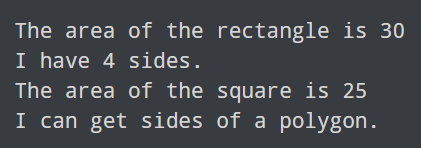 The area of the rectangle is 30
I have 4 sides.
The area of the square is 25
I can get sides of a polygon.